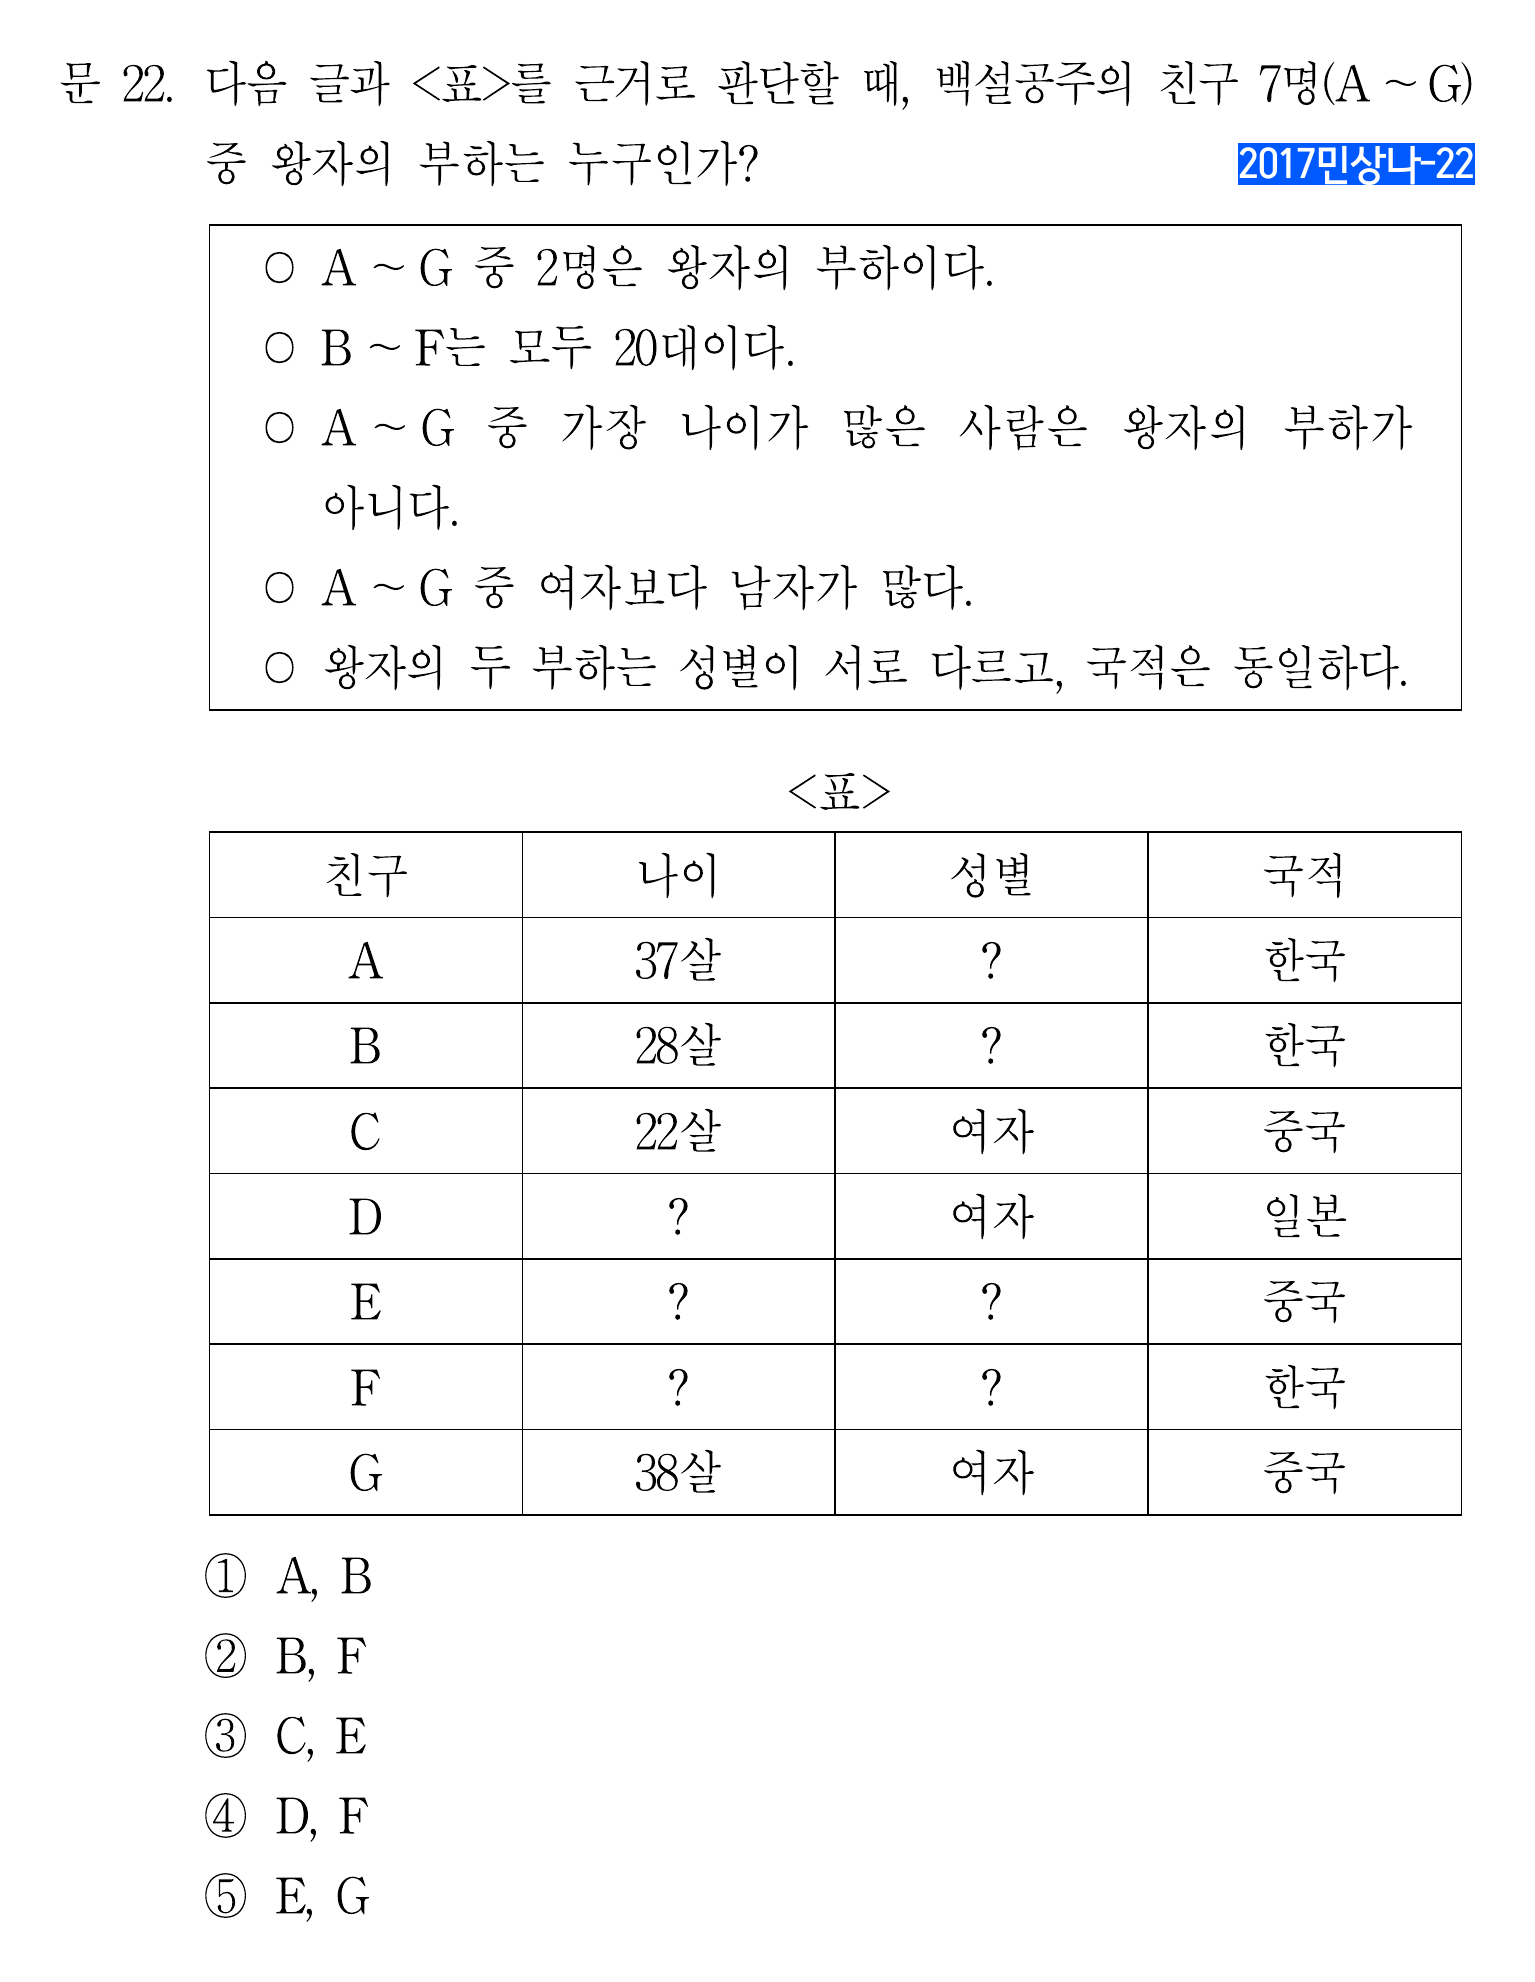 문 22. 다음 글과 <표>를 근거로 판단할 때, 백설공주의 친구 7명(A ~ G)
중 왕자의 부하는 누구인가?
2017민상나-22
○ A ~ G 중 2명은 왕자의 부하이다.
○ B ~ F는 모두 20대이다.
○ A ~ G 중 가장 나이가 많은 사람은 왕자의 부하가
아니다.
○ A ~ G 중 여자보다 남자가 많다.
○ 왕자의 두 부하는 성별이 서로 다르고, 국적은 동일하다.
<표>
친구 나이 성별 국적
A 37살 ? 한국
B 28살 ? 한국
C 22살 여자 중국
D ? 여자 일본
E ? ? 중국
F ? ? 한국
G 38살 여자 중국
① A, B
② B, F
③ C, E
④ D, F
⑤ E, G